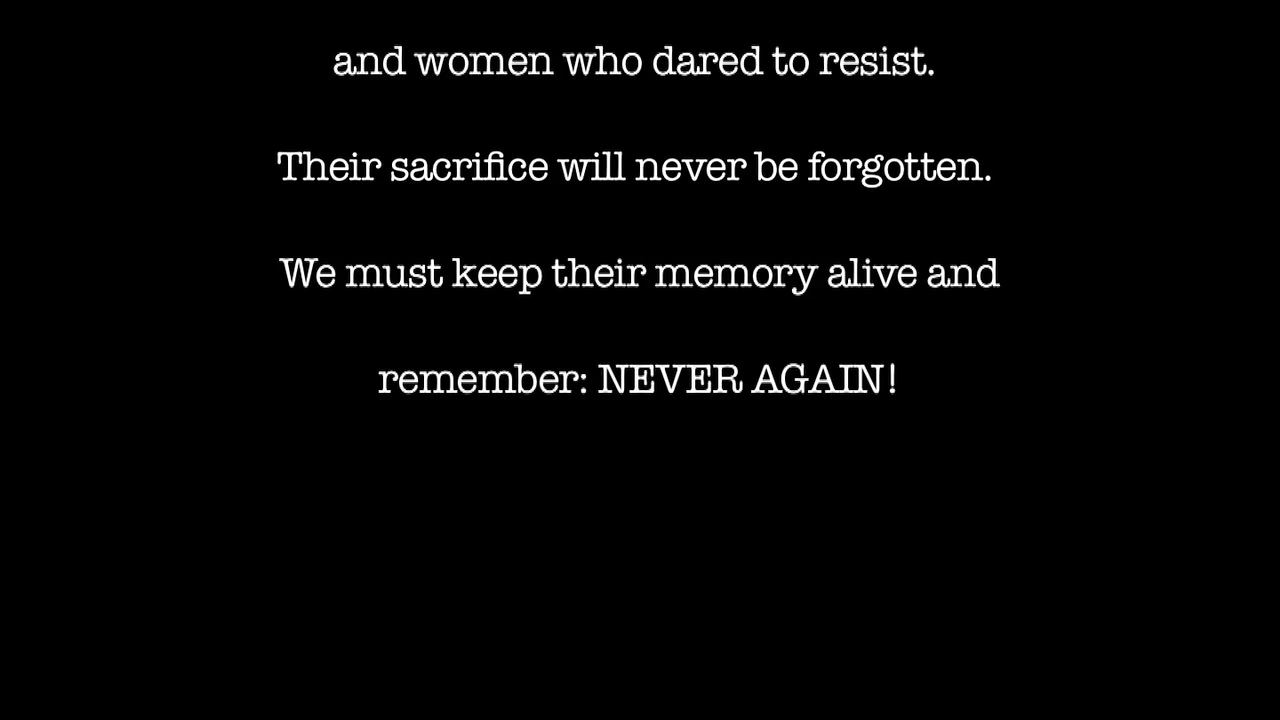 and women who dared to resist.
Their sacrifice will never be forgotten.
We must keep their memory alive and
remember: NEVER AGAIN!